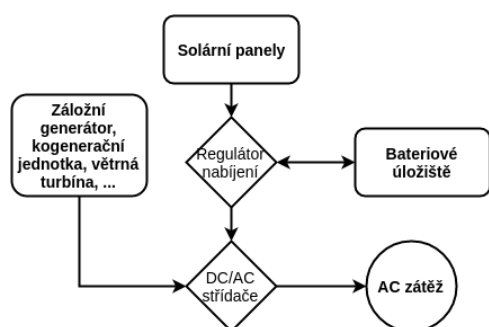 Solární panely
Záložní
generátor,
kogenerační
jednotka, větrná
turbína, ...
Regulátor
nabíjení
Bateriové
úložiště
DC/AC
střídače
AC zátěž